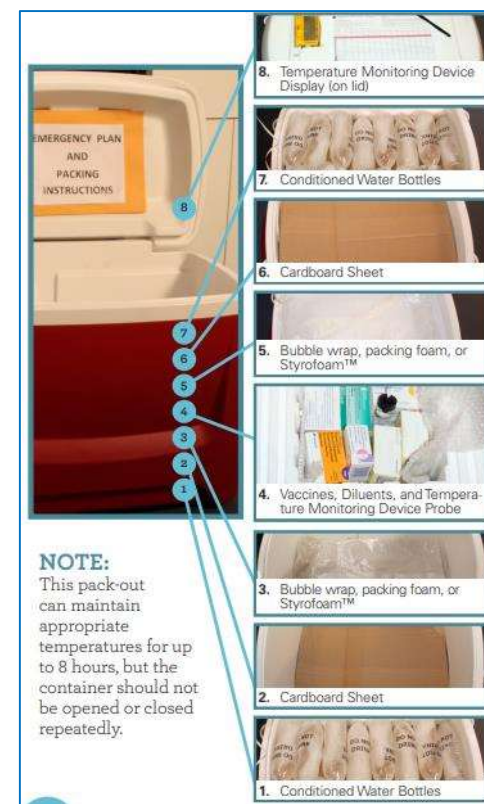 8. Temperature Monitoring Device
Display (on lid)
EMERGENCY PLAN
AND
PACKING
INSTRUCTIONS
8
7. Conditioned Water Bottles
6. Cardboard Sheet
7
6
5
4
3
2
1
5. Bubble wrap, packing foam, or
Styrofoam™
4. Vaccines, Diluents, and Tempera-
ture Monitoring Device Probe
NOTE:
This pack-out
can maintain
appropriate
temperatures for up
to 8 hours, but the
container should not
be opened or closed
repeatedly.
3. Bubble wrap, packing foam, or
Styrofoam™
2. Cardboard Sheet
1. Conditioned Water Bottles